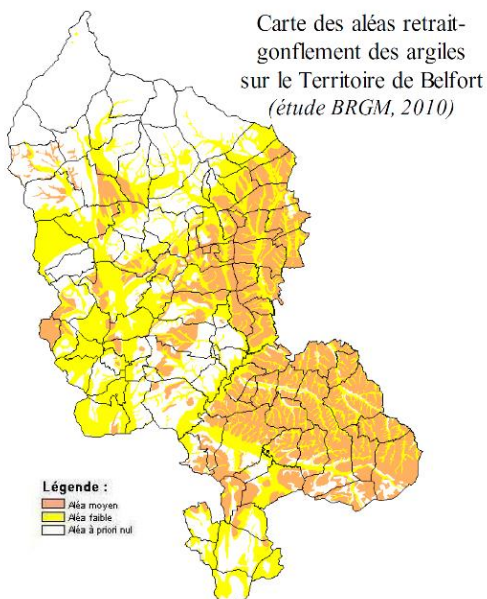 Carte des aléas retrait-
gonflement des argiles
sur le Territoire de Belfort
(étude BRGM, 2010)
Légende :
Aléa moyen
Aléa faible
Aléa à priori nul